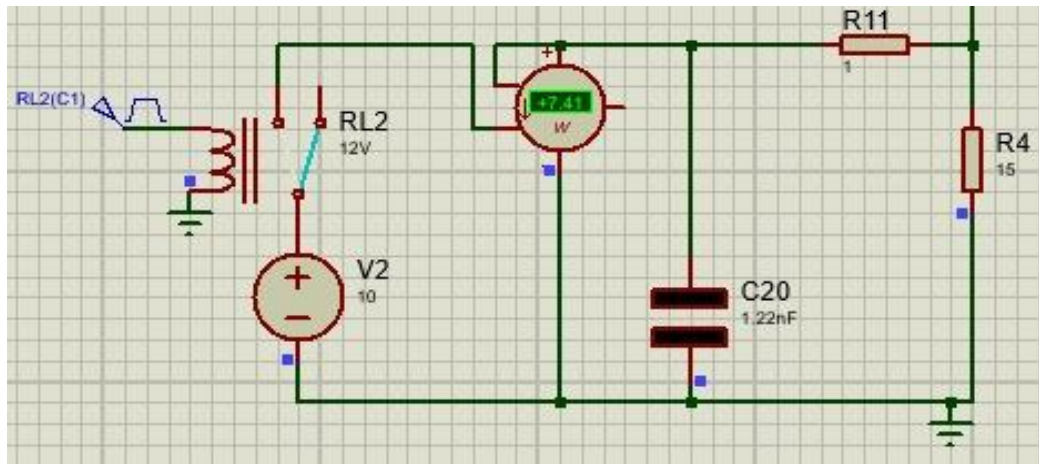 R11
1
RL2(C1)
+
+7.41
W
RL2
12V
R4
15
+
V2
10
−
C20
1.22nF